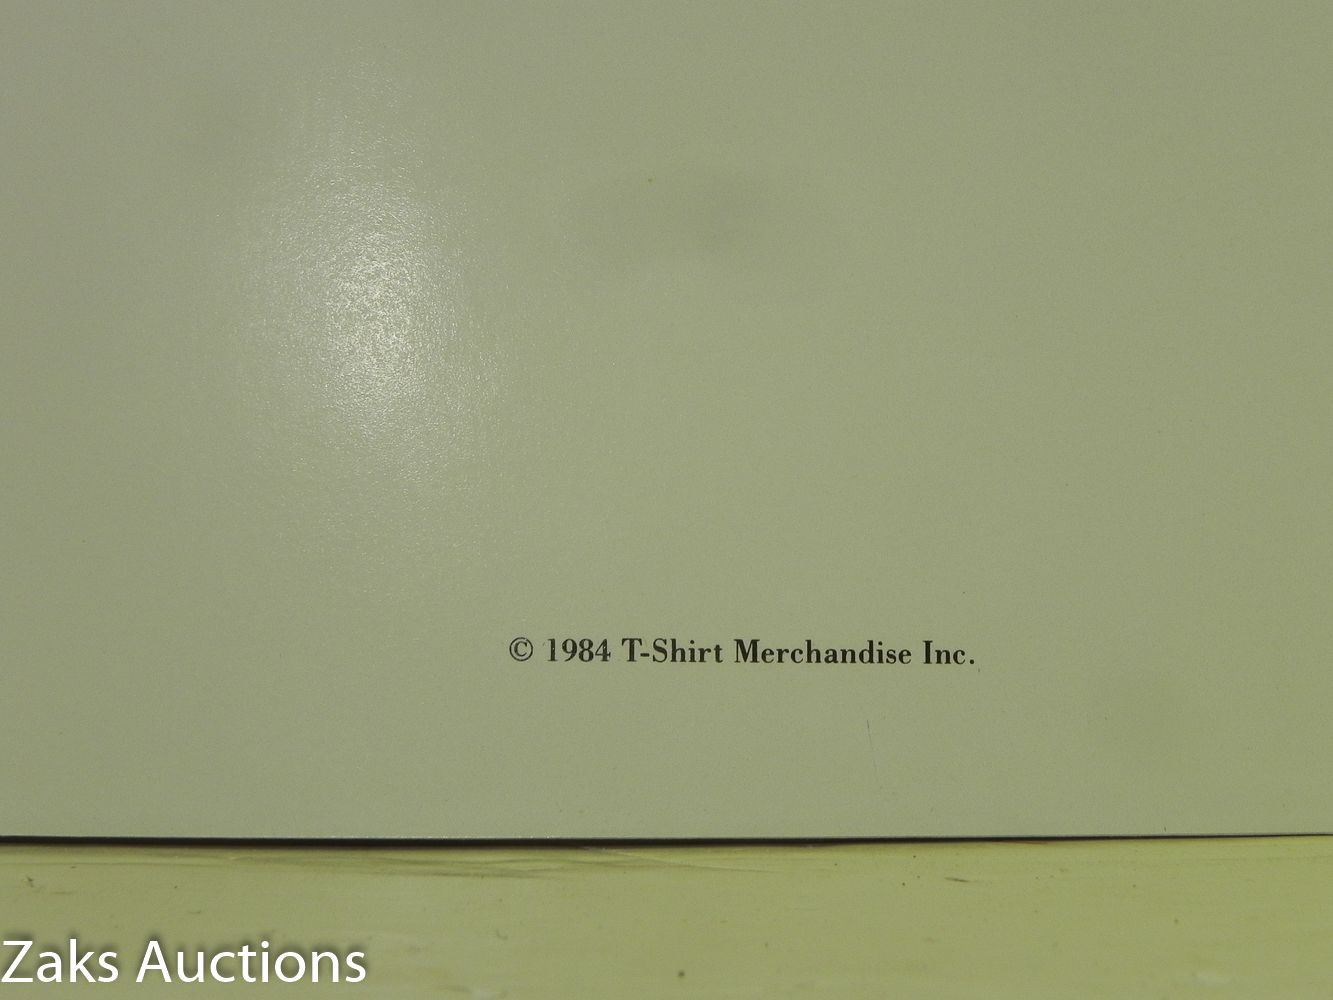 © 1984 T-Shirt Merchandise Inc.
Zaks Auctions